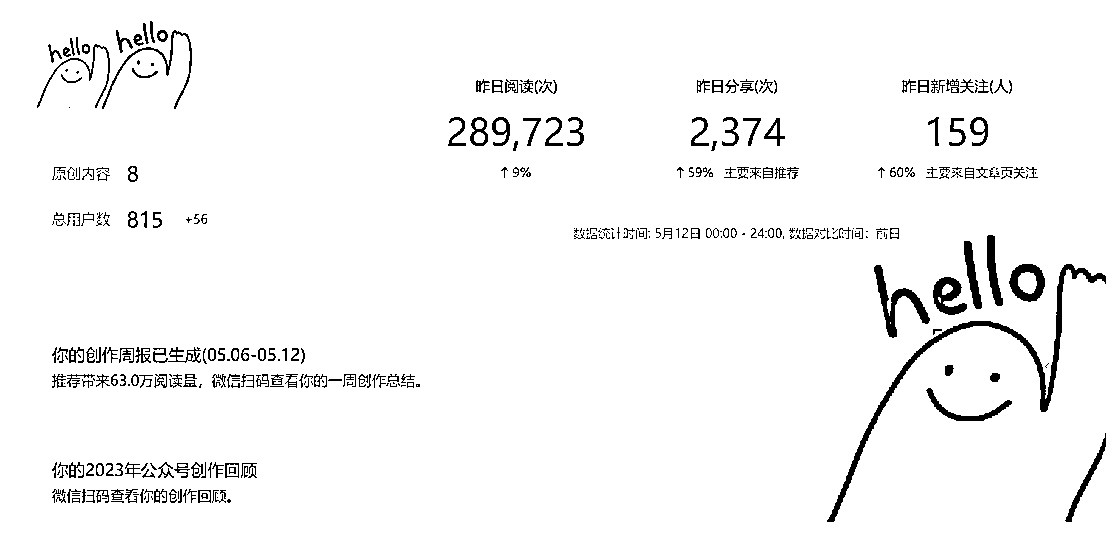 hello hello
昨日阅读(次) 昨日分享(次) 昨日新增关注(人)
289,723 2,374 159
↑ 9% ↑ 59% 主要来自推荐 ↑ 60% 主要来自文章页关注
原创内容 8
总用户数 815 +56
数据统计时间: 5月12日 00:00 - 24:00, 数据对比时间: 前日
hello
你的创作周报已生成(05.06-05.12)
推荐带来63.0万阅读量，微信扫码查看你的一周创作总结。
你的2023年公众号创作回顾
微信扫码查看你的创作回顾。